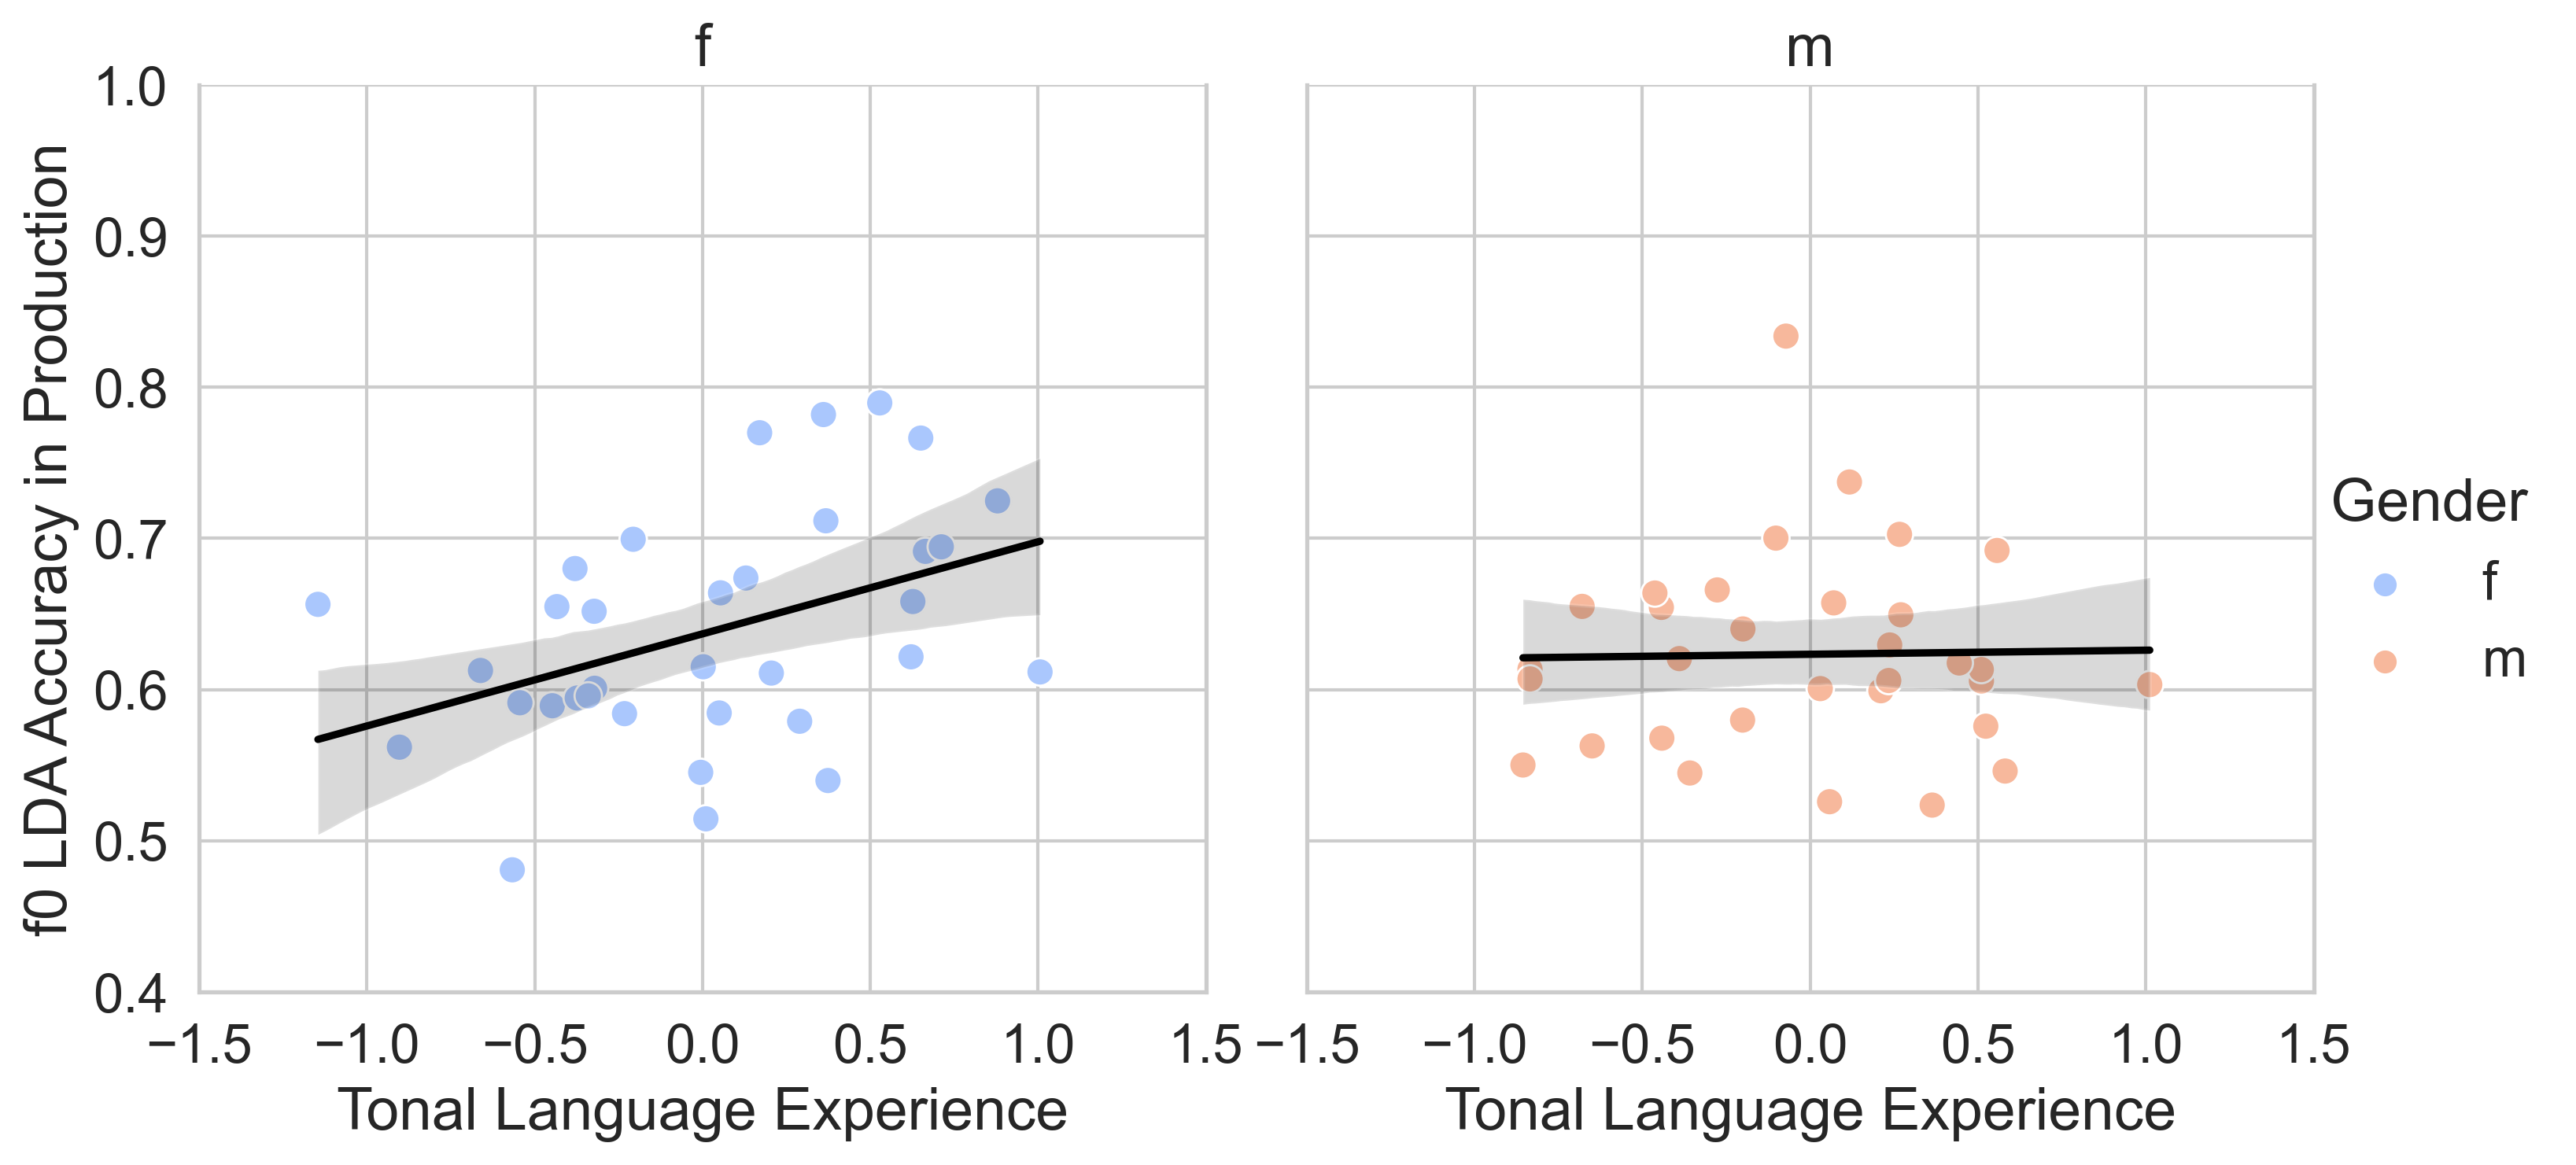 f
m
1.0
0.9
0.8
0.7
0.6
0.5
0.4
f0 LDA Accuracy in Production
−1.5 −1.0 −0.5 0.0 0.5 1.0 1.5
−1.5 −1.0 −0.5 0.0 0.5 1.0 1.5
Tonal Language Experience
Tonal Language Experience
Gender
f
m